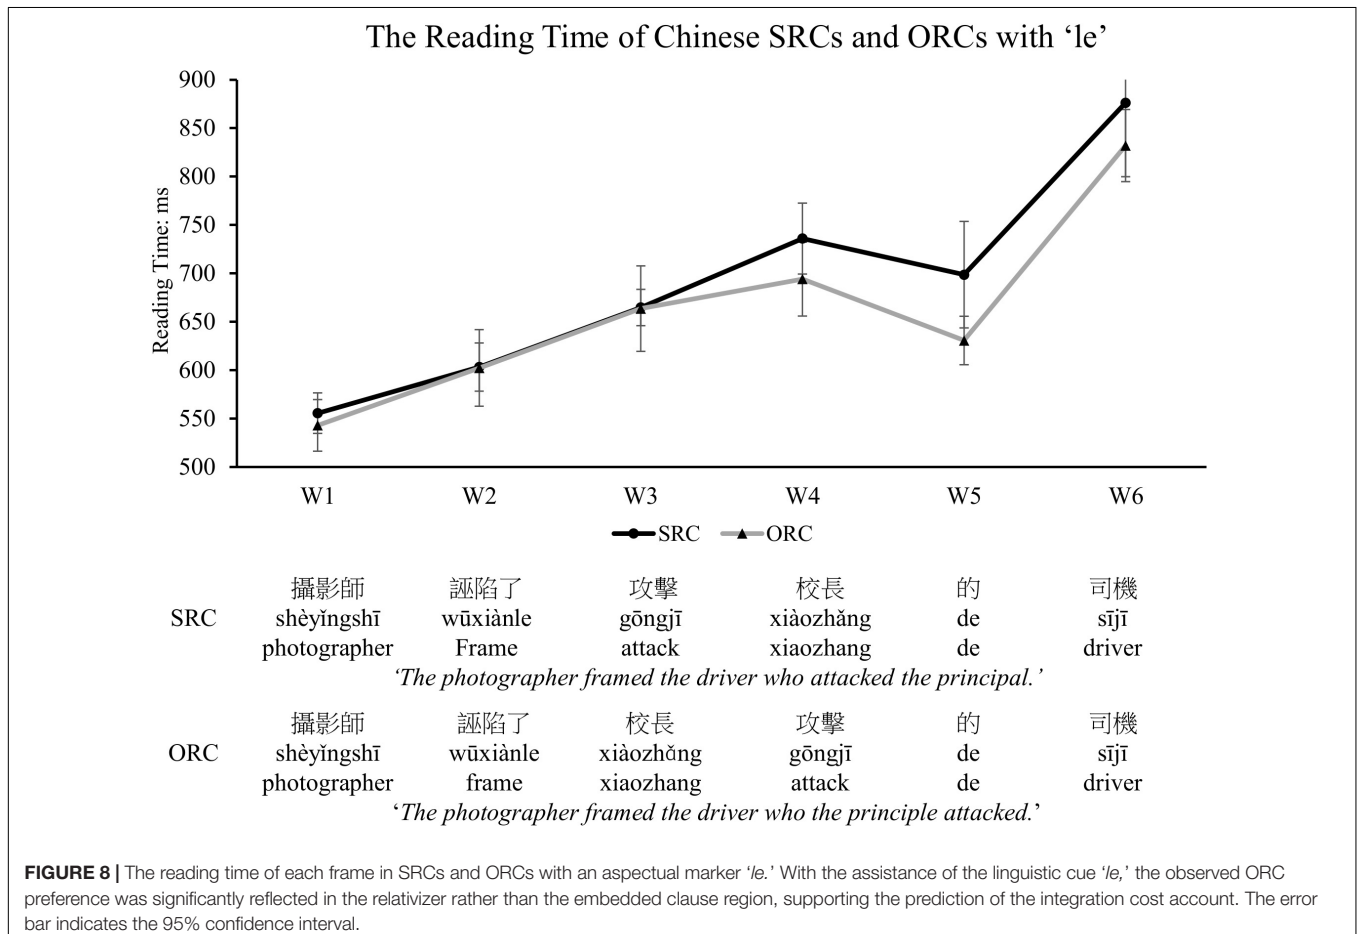 The Reading Time of Chinese SRCs and ORCs with ‘le’
Reading Time: ms
900
850
800
750
700
650
600
550
500
W1 W2 W3 W4 W5 W6
SRC ORC
攝影師 誣陷了 攻擊 校長 的 司機
SRC shèyǐngshī wūxiànle gōngjī xiàozhǎng de sījī
photographer Frame attack xiaozhang de driver
‘The photographer framed the driver who attacked the principal.’
攝影師 誣陷了 校長 攻擊 的 司機
ORC shèyǐngshī wūxiànle xiàozhǎng gōngjī de sījī
photographer frame xiaozhang attack de driver
‘The photographer framed the driver who the principle attacked.’
FIGURE 8 | The reading time of each frame in SRCs and ORCs with an aspectual marker ‘le.’ With the assistance of the linguistic cue ‘le,’ the observed ORC
preference was significantly reflected in the relativizer rather than the embedded clause region, supporting the prediction of the integration cost account. The error
bar indicates the 95% confidence interval.